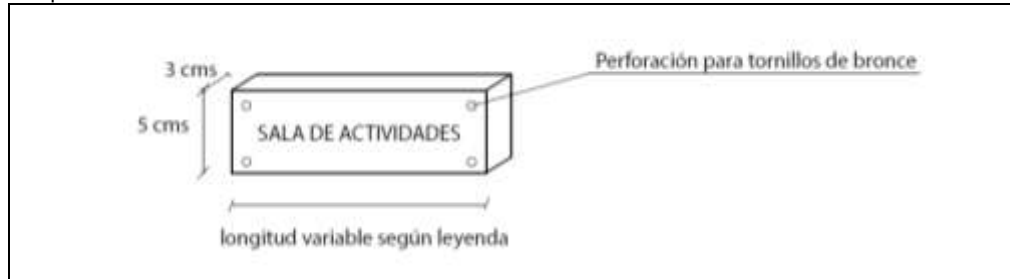 3 cms
Perforación para tornillos de bronce
5 cms
SALA DE ACTIVIDADES
longitud variable según leyenda